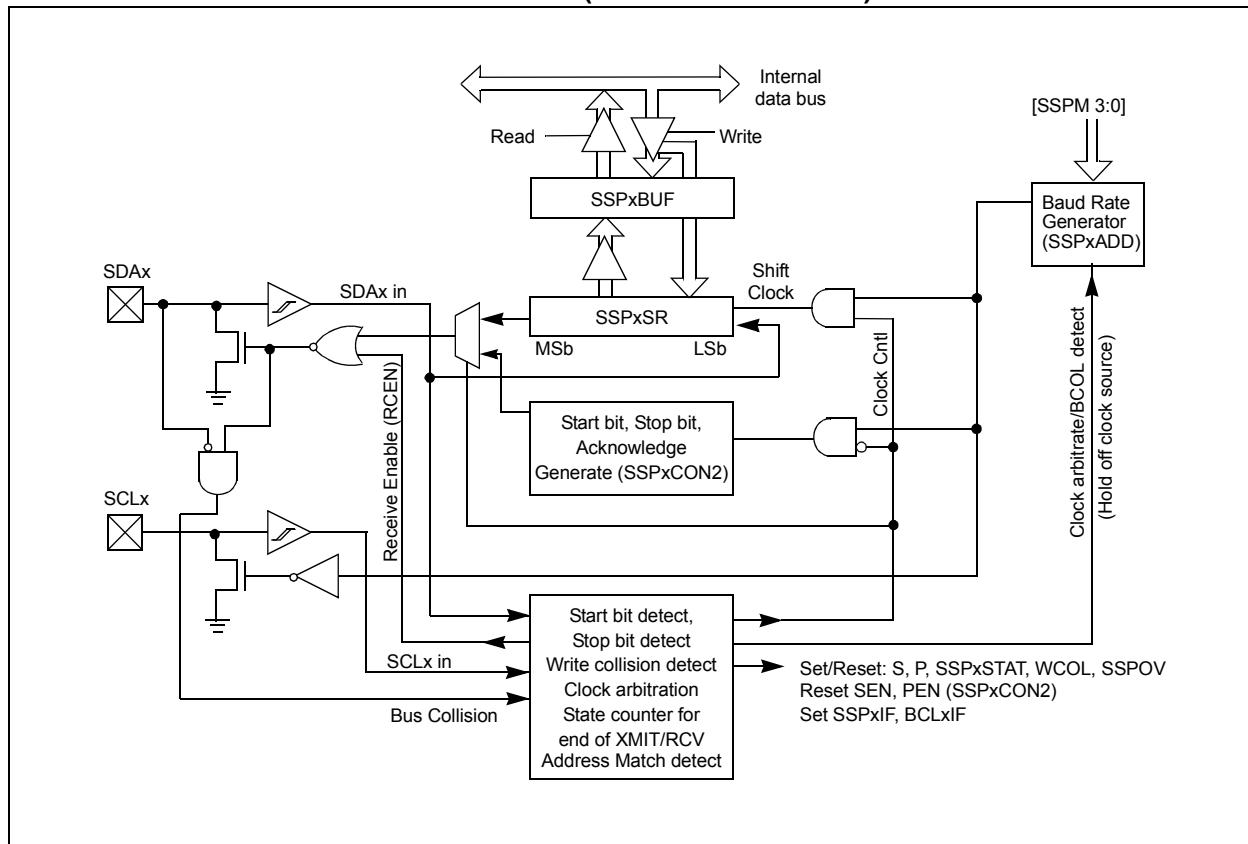 Internal
data bus
[SSPM 3:0]
Read
Write
SSPxBUF
Baud Rate
Generator
(SSPxADD)
SDAx
SDAx in
Shift
Clock
SSPxSR
MSb
LSb
Start bit, Stop bit,
Acknowledge
Generate (SSPxCON2)
Clock Cntl
Clock arbitrate/BCOL detect
(Hold off clock source)
Receive Enable (RCEN)
SCLx
SCLx in
Bus Collision
Start bit detect,
Stop bit detect
Write collision detect
Clock arbitration
State counter for
end of XMIT/RCV
Address Match detect
Set/Reset: S, P, SSPxSTAT, WCOL, SSPOV
Reset SEN, PEN (SSPxCON2)
Set SSPxIF, BCLxIF